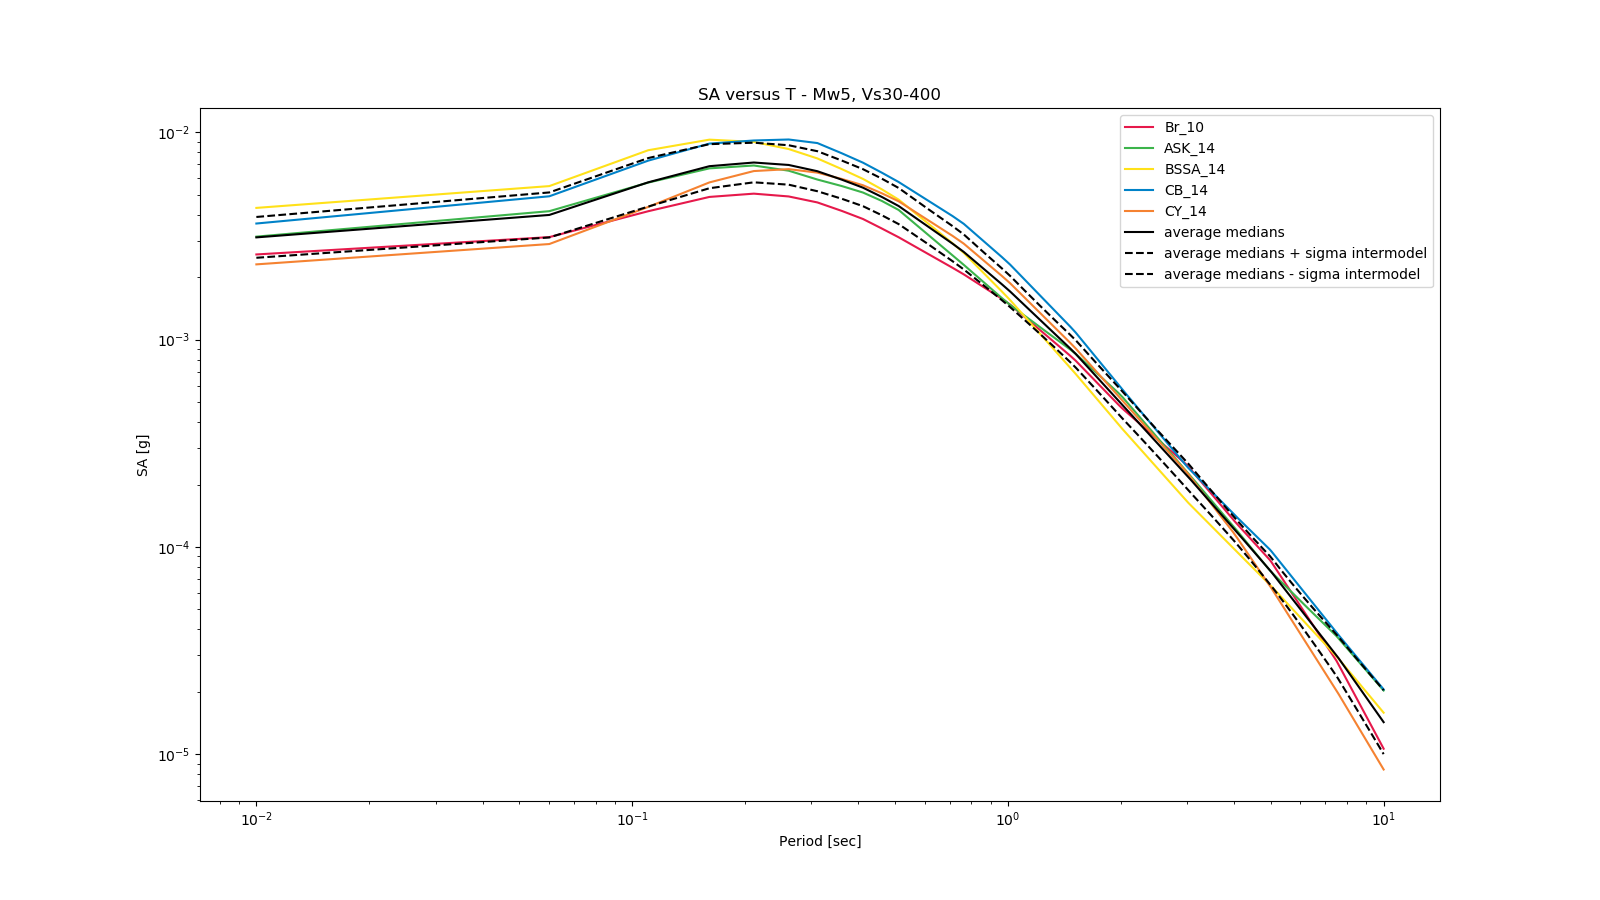 SA versus T - Mw5, Vs30-400
10⁻²
10⁻³
10⁻⁴
10⁻⁵
SA [g]
Br_10
ASK_14
BSSA_14
CB_14
CY_14
average medians
average medians + sigma intermodel
average medians - sigma intermodel
10⁻² 10⁻¹ 10⁰ 10¹
Period [sec]